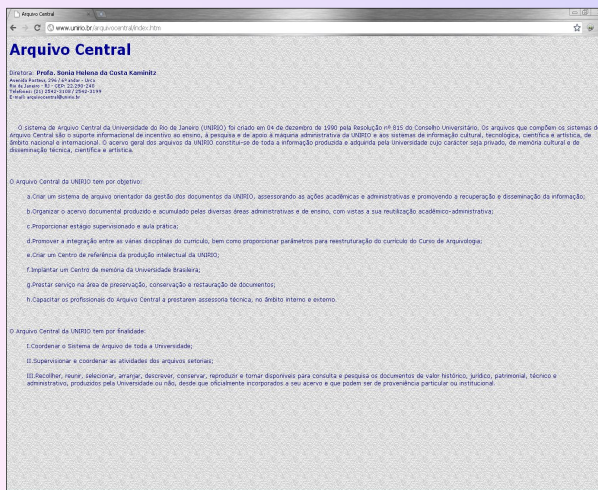 Arquivo Central
www.unirio.br/arquivocentral/index.htm
Arquivo Central
Diretora: Profa. Sonia Helena da Costa Kaminitz
Avenida Pasteur, 296 / 6º andar - Urca
Rio de Janeiro - RJ - CEP: 22.290-240
Telefones: (21) 2542-3108 / 2542-3199
E-mail: arquivocentral@unirio.br
O sistema de Arquivo Central da Universidade do Rio de Janeiro (UNIRIO) foi criado em 04 de dezembro de 1990 pela Resolução nº 815 do Conselho Universitário. Os arquivos que compõem os sistemas d
Arquivo Central são o suporte informacional de incentivo ao ensino, à pesquisa e de apoio à máquina administrativa da UNIRIO e aos sistemas de informação cultural, tecnológica, científica e artística, de
âmbito nacional e internacional. O acervo geral dos arquivos da UNIRIO constitui-se de toda a informação produzida e adquirida pela Universidade cujo carácter seja privado, de memória cultural e de
disseminação técnica, científica e artística.
O Arquivo Central da UNIRIO tem por objetivo:
a.Criar um sistema de arquivo orientador da gestão dos documentos da UNIRIO, assessorando as ações acadêmicas e administrativas e promovendo a recuperação e disseminação da informação;
b.Organizar o acervo documental produzido e acumulado pelas diversas áreas administrativas e de ensino, com vistas a sua reutilização acadêmico-administrativa;
c.Proporcionar estágio supervisionado e aula prática;
d.Promover a integração entre as várias disciplinas do currículo, bem como proporcionar parâmetros para reestruturação do currículo do Curso de Arquivologia;
e.Criar um Centro de referência da produção intelectual da UNIRIO;
f.Implantar um Centro de memória da Universidade Brasileira;
g.Prestar serviço na área de preservação, conservação e restauração de documentos;
h.Capacitar os profissionais do Arquivo Central a prestarem assessoria técnica, no âmbito interno e externo.
O Arquivo Central da UNIRIO tem por finalidade:
I.Coordenar o Sistema de Arquivo de toda a Universidade;
II.Supervisionar e coordenar as atividades dos arquivos setoriais;
III.Recolher, reunir, selecionar, arranjar, descrever, conservar, reproduzir e tornar disponíveis para consulta e pesquisa os documentos de valor histórico, jurídico, patrimonial, técnico e
administrativo, produzidos pela Universidade ou não, desde que oficialmente incorporados a seu acervo e que podem ser de proveniência particular ou institucional.